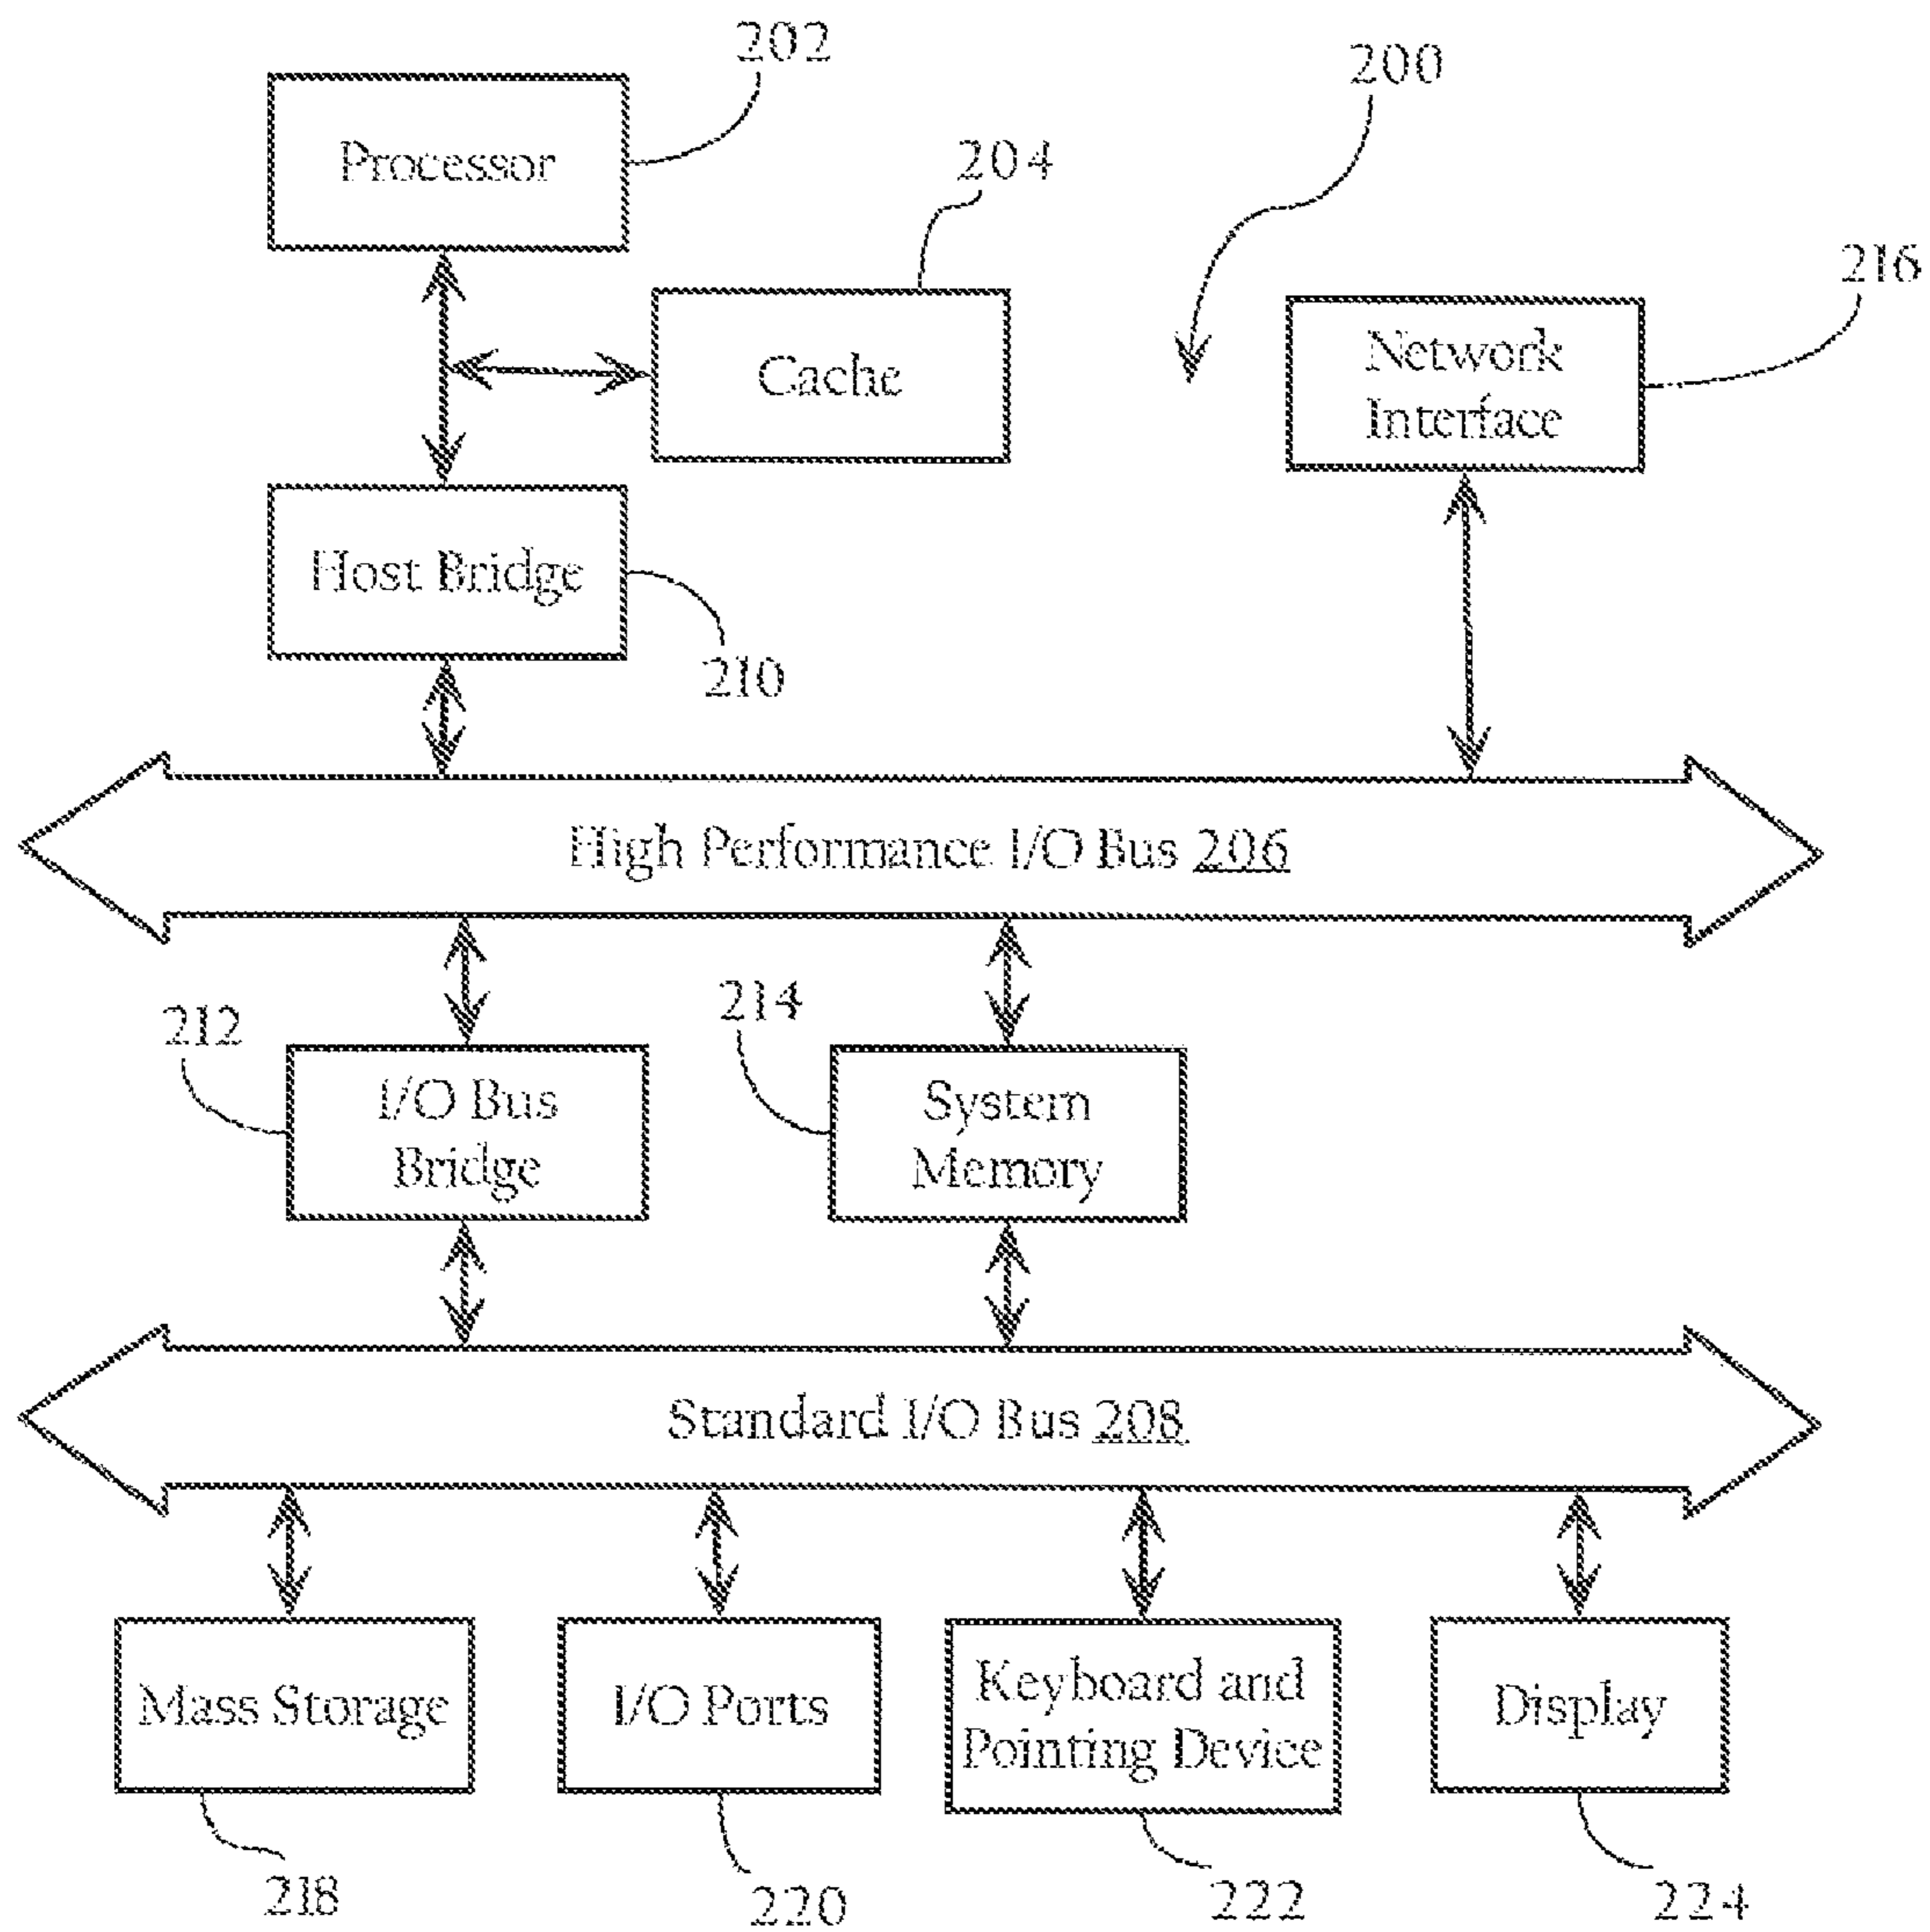 202
200
Processor
204
216
Cache
Network
Interface
Host Bridge
210
High Performance I/O Bus 206
212
214
I/O Bus
Bridge
System
Memory
Standard I/O Bus 208
Mass Storage
I/O Ports
Keyboard and
Pointing Device
Display
218
220
222
224